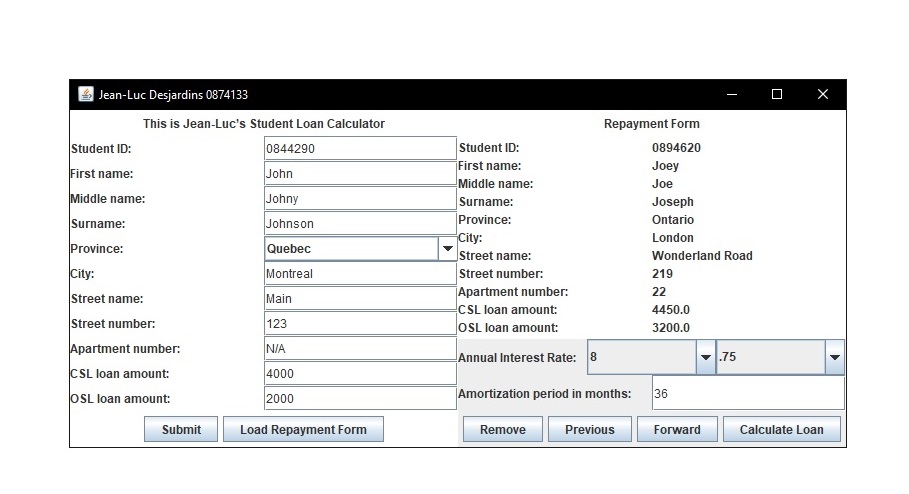 Jean-Luc Desjardins 0874133
This is Jean-Luc's Student Loan Calculator
Student ID: 0844290
First name: John
Middle name: Johny
Surname: Johnson
Province: Quebec
City: Montreal
Street name: Main
Street number: 123
Apartment number: N/A
CSL loan amount: 4000
OSL loan amount: 2000
Submit Load Repayment Form
Repayment Form
Student ID: 0894620
First name: Joey
Middle name: Joe
Surname: Joseph
Province: Ontario
City: London
Street name: Wonderland Road
Street number: 219
Apartment number: 22
CSL loan amount: 4450.0
OSL loan amount: 3200.0
Annual Interest Rate: 8 .75
Amortization period in months: 36
Remove Previous Forward Calculate Loan